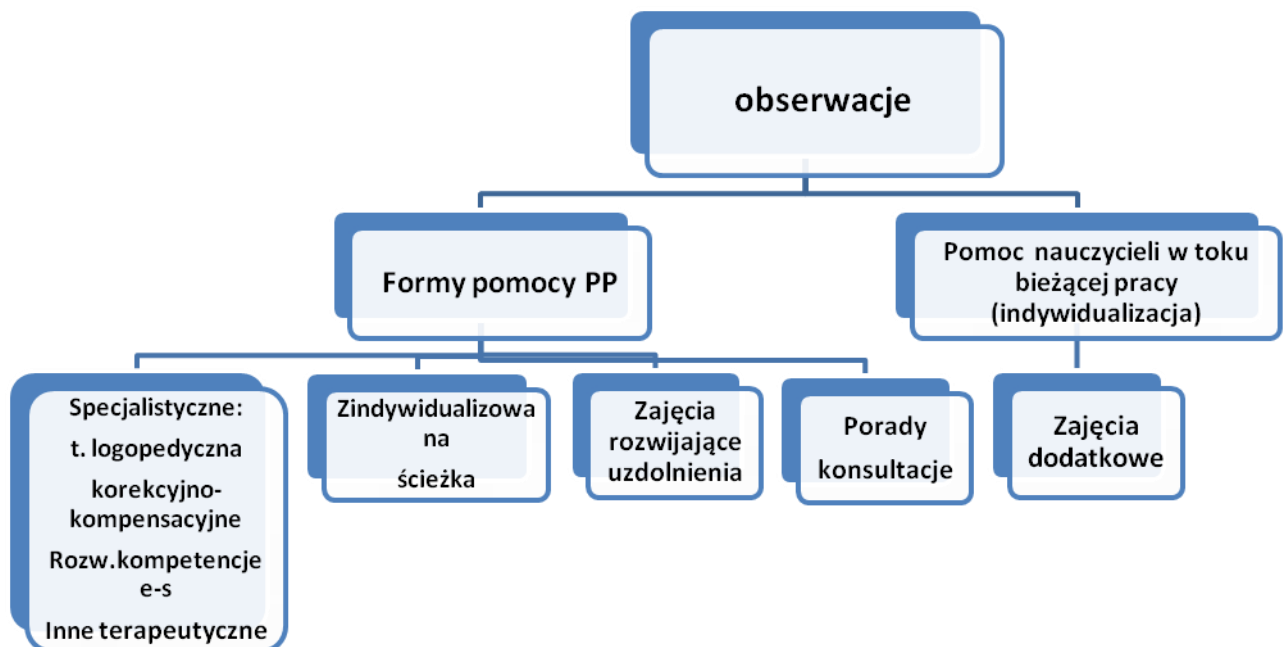 obserwacje
Formy pomocy PP
Pomoc nauczycieli w toku
bieżącej pracy
(indywidualizacja)
Specjalistyczne:
t. logopedyczna
korekcyjno-
kompensacyjne
Rozw.kompetencje
e-s
Inne terapeutyczne
Zindywidualizowa
na
ścieżka
Zajęcia
rozwijające
uzdolnienia
Porady
konsultacje
Zajęcia
dodatkowe